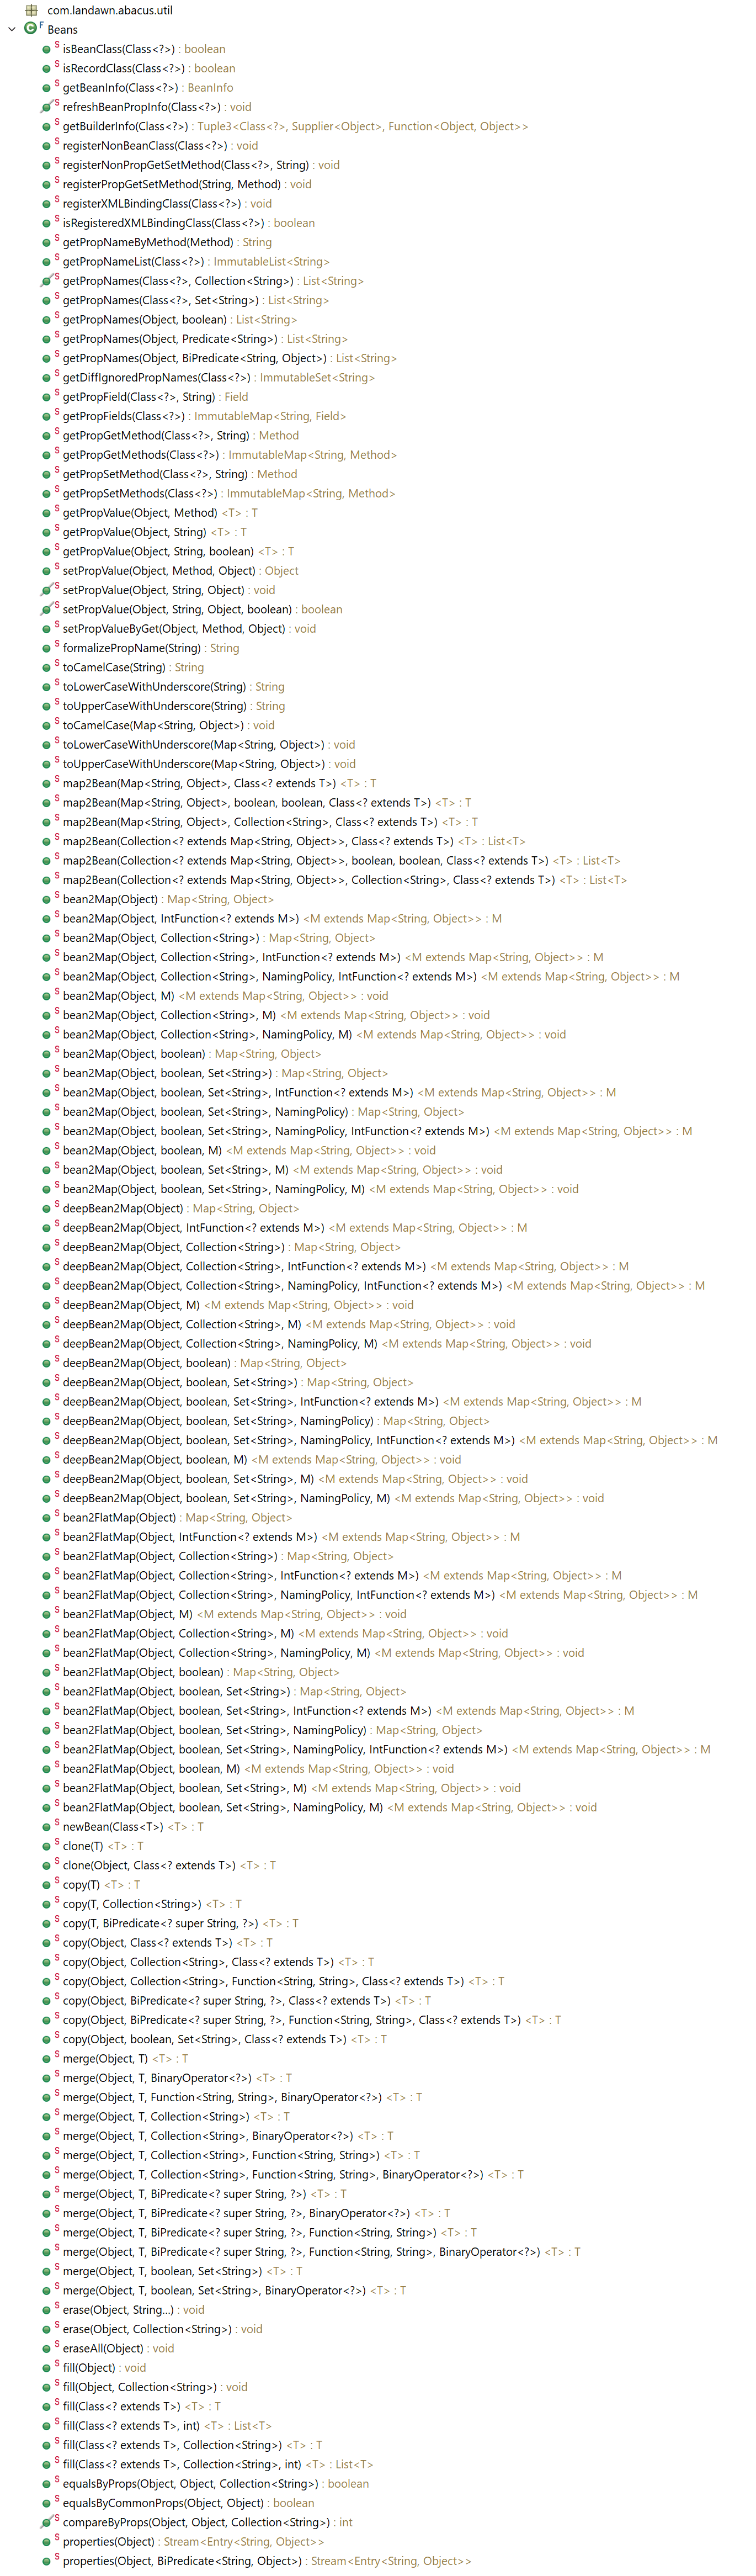 com.landawn.abacus.util
Beans
isBeanClass(Class<?>) : boolean
isRecordClass(Class<?>) : boolean
getBeanInfo(Class<?>) : BeanInfo
refreshBeanPropInfo(Class<?>) : void
getBuilderInfo(Class<?>) : Tuple3<Class<?>, Supplier<Object>, Function<Object, Object>>
registerNonBeanClass(Class<?>) : void
registerNonPropGetSetMethod(Class<?>, String) : void
registerPropGetSetMethod(String, Method) : void
registerXMLBindingClass(Class<?>) : void
isRegisteredXMLBindingClass(Class<?>) : boolean
getPropNameByMethod(Method) : String
getPropNameList(Class<?>) : ImmutableList<String>
getPropNames(Class<?>, Collection<String>) : List<String>
getPropNames(Class<?>, Set<String>) : List<String>
getPropNames(Object, boolean) : List<String>
getPropNames(Object, Predicate<String>) : List<String>
getPropNames(Object, BiPredicate<String, Object>) : List<String>
getDiffIgnoredPropNames(Class<?>) : ImmutableSet<String>
getPropField(Class<?>, String) : Field
getPropFields(Class<?>) : ImmutableMap<String, Field>
getPropGetMethod(Class<?>, String) : Method
getPropGetMethods(Class<?>) : ImmutableMap<String, Method>
getPropSetMethod(Class<?>, String) : Method
getPropSetMethods(Class<?>) : ImmutableMap<String, Method>
getPropValue(Object, Method) <T> : T
getPropValue(Object, String) <T> : T
getPropValue(Object, String, boolean) <T> : T
setPropValue(Object, Method, Object) : Object
setPropValue(Object, String, Object) : void
setPropValue(Object, String, Object, boolean) : boolean
setPropValueByGet(Object, Method, Object) : void
formalizePropName(String) : String
toCamelCase(String) : String
toLowerCaseWithUnderscore(String) : String
toUpperCaseWithUnderscore(String) : String
toCamelCase(Map<String, Object>) : void
toLowerCaseWithUnderscore(Map<String, Object>) : void
toUpperCaseWithUnderscore(Map<String, Object>) : void
map2Bean(Map<String, Object>, Class<? extends T>) <T> : T
map2Bean(Map<String, Object>, boolean, boolean, Class<? extends T>) <T> : T
map2Bean(Map<String, Object>, Collection<String>, Class<? extends T>) <T> : T
map2Bean(Collection<? extends Map<String, Object>>, Class<? extends T>) <T> : List<T>
map2Bean(Collection<? extends Map<String, Object>>, boolean, boolean, Class<? extends T>) <T> : List<T>
map2Bean(Collection<? extends Map<String, Object>>, Collection<String>, Class<? extends T>) <T> : List<T>
bean2Map(Object) : Map<String, Object>
bean2Map(Object, IntFunction<? extends M>) <M extends Map<String, Object>> : M
bean2Map(Object, Collection<String>) : Map<String, Object>
bean2Map(Object, Collection<String>, IntFunction<? extends M>) <M extends Map<String, Object>> : M
bean2Map(Object, Collection<String>, NamingPolicy, IntFunction<? extends M>) <M extends Map<String, Object>> : M
bean2Map(Object, M) <M extends Map<String, Object>> : void
bean2Map(Object, Collection<String>, M) <M extends Map<String, Object>> : void
bean2Map(Object, Collection<String>, NamingPolicy, M) <M extends Map<String, Object>> : void
bean2Map(Object, boolean) : Map<String, Object>
bean2Map(Object, boolean, Set<String>) : Map<String, Object>
bean2Map(Object, boolean, Set<String>, IntFunction<? extends M>) <M extends Map<String, Object>> : M
bean2Map(Object, boolean, Set<String>, NamingPolicy) : Map<String, Object>
bean2Map(Object, boolean, Set<String>, NamingPolicy, IntFunction<? extends M>) <M extends Map<String, Object>> : M
bean2Map(Object, boolean, M) <M extends Map<String, Object>> : void
bean2Map(Object, boolean, Set<String>, M) <M extends Map<String, Object>> : void
bean2Map(Object, boolean, Set<String>, NamingPolicy, M) <M extends Map<String, Object>> : void
deepBean2Map(Object) : Map<String, Object>
deepBean2Map(Object, IntFunction<? extends M>) <M extends Map<String, Object>> : M
deepBean2Map(Object, Collection<String>) : Map<String, Object>
deepBean2Map(Object, Collection<String>, IntFunction<? extends M>) <M extends Map<String, Object>> : M
deepBean2Map(Object, Collection<String>, NamingPolicy, IntFunction<? extends M>) <M extends Map<String, Object>> : M
deepBean2Map(Object, M) <M extends Map<String, Object>> : void
deepBean2Map(Object, Collection<String>, M) <M extends Map<String, Object>> : void
deepBean2Map(Object, Collection<String>, NamingPolicy, M) <M extends Map<String, Object>> : void
deepBean2Map(Object, boolean) : Map<String, Object>
deepBean2Map(Object, boolean, Set<String>) : Map<String, Object>
deepBean2Map(Object, boolean, Set<String>, IntFunction<? extends M>) <M extends Map<String, Object>> : M
deepBean2Map(Object, boolean, Set<String>, NamingPolicy) : Map<String, Object>
deepBean2Map(Object, boolean, Set<String>, NamingPolicy, IntFunction<? extends M>) <M extends Map<String, Object>> : M
deepBean2Map(Object, boolean, M) <M extends Map<String, Object>> : void
deepBean2Map(Object, boolean, Set<String>, M) <M extends Map<String, Object>> : void
deepBean2Map(Object, boolean, Set<String>, NamingPolicy, M) <M extends Map<String, Object>> : void
bean2FlatMap(Object) : Map<String, Object>
bean2FlatMap(Object, IntFunction<? extends M>) <M extends Map<String, Object>> : M
bean2FlatMap(Object, Collection<String>) : Map<String, Object>
bean2FlatMap(Object, Collection<String>, IntFunction<? extends M>) <M extends Map<String, Object>> : M
bean2FlatMap(Object, Collection<String>, NamingPolicy, IntFunction<? extends M>) <M extends Map<String, Object>> : M
bean2FlatMap(Object, M) <M extends Map<String, Object>> : void
bean2FlatMap(Object, Collection<String>, M) <M extends Map<String, Object>> : void
bean2FlatMap(Object, Collection<String>, NamingPolicy, M) <M extends Map<String, Object>> : void
bean2FlatMap(Object, boolean) : Map<String, Object>
bean2FlatMap(Object, boolean, Set<String>) : Map<String, Object>
bean2FlatMap(Object, boolean, Set<String>, IntFunction<? extends M>) <M extends Map<String, Object>> : M
bean2FlatMap(Object, boolean, Set<String>, NamingPolicy) : Map<String, Object>
bean2FlatMap(Object, boolean, Set<String>, NamingPolicy, IntFunction<? extends M>) <M extends Map<String, Object>> : M
bean2FlatMap(Object, boolean, M) <M extends Map<String, Object>> : void
bean2FlatMap(Object, boolean, Set<String>, M) <M extends Map<String, Object>> : void
bean2FlatMap(Object, boolean, Set<String>, NamingPolicy, M) <M extends Map<String, Object>> : void
newBean(Class<T>) <T> : T
clone(T) <T> : T
clone(Object, Class<? extends T>) <T> : T
copy(T) <T> : T
copy(T, Collection<String>) <T> : T
copy(T, BiPredicate<? super String, ?>) <T> : T
copy(Object, Class<? extends T>) <T> : T
copy(Object, Collection<String>, Class<? extends T>) <T> : T
copy(Object, Collection<String>, Function<String, String>, Class<? extends T>) <T> : T
copy(Object, BiPredicate<? super String, ?>, Class<? extends T>) <T> : T
copy(Object, BiPredicate<? super String, ?>, Function<String, String>, Class<? extends T>) <T> : T
copy(Object, boolean, Set<String>, Class<? extends T>) <T> : T
merge(Object, T) <T> : T
merge(Object, T, BinaryOperator<?>) <T> : T
merge(Object, T, Function<String, String>, BinaryOperator<?>) <T> : T
merge(Object, T, Collection<String>) <T> : T
merge(Object, T, Collection<String>, BinaryOperator<?>) <T> : T
merge(Object, T, Collection<String>, Function<String, String>) <T> : T
merge(Object, T, Collection<String>, Function<String, String>, BinaryOperator<?>) <T> : T
merge(Object, T, BiPredicate<? super String, ?>) <T> : T
merge(Object, T, BiPredicate<? super String, ?>, BinaryOperator<?>) <T> : T
merge(Object, T, BiPredicate<? super String, ?>, Function<String, String>) <T> : T
merge(Object, T, BiPredicate<? super String, ?>, Function<String, String>, BinaryOperator<?>) <T> : T
merge(Object, T, boolean, Set<String>) <T> : T
merge(Object, T, boolean, Set<String>, BinaryOperator<?>) <T> : T
erase(Object, String...) : void
erase(Object, Collection<String>) : void
eraseAll(Object) : void
fill(Object) : void
fill(Object, Collection<String>) : void
fill(Class<? extends T>) <T> : T
fill(Class<? extends T>, int) <T> : List<T>
fill(Class<? extends T>, Collection<String>) <T> : T
fill(Class<? extends T>, Collection<String>, int) <T> : List<T>
equalsByProps(Object, Object, Collection<String>) : boolean
equalsByCommonProps(Object, Object) : boolean
compareByProps(Object, Object, Collection<String>) : int
properties(Object) : Stream<Entry<String, Object>>
properties(Object, BiPredicate<String, Object>) : Stream<Entry<String, Object>>